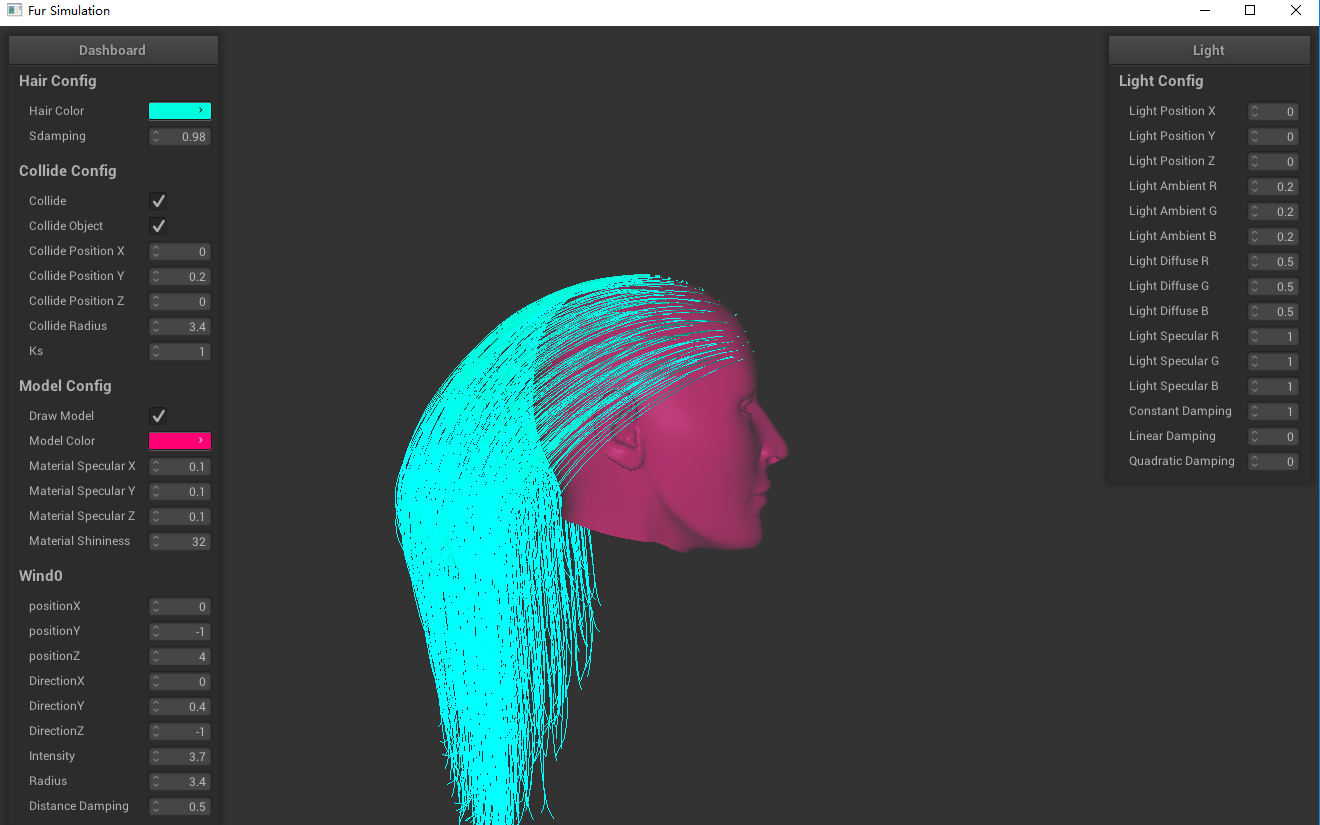 Fur Simulation
Dashboard
Hair Config
Hair Color
Sdamping 0.98
Collide Config
Collide
Collide Object
Collide Position X 0
Collide Position Y 0.2
Collide Position Z 0
Collide Radius 3.4
Ks 1
Model Config
Draw Model
Model Color
Material Specular X 0.1
Material Specular Y 0.1
Material Specular Z 0.1
Material Shininess 32
Wind0
positionX 0
positionY -1
positionZ 4
DirectionX 0
DirectionY 0.4
DirectionZ -1
Intensity 3.7
Radius 3.4
Distance Damping 0.5
Light
Light Config
Light Position X 0
Light Position Y 0
Light Position Z 0
Light Ambient R 0.2
Light Ambient G 0.2
Light Ambient B 0.2
Light Diffuse R 0.5
Light Diffuse G 0.5
Light Diffuse B 0.5
Light Specular R 1
Light Specular G 1
Light Specular B 1
Constant Damping 1
Linear Damping 0
Quadratic Damping 0